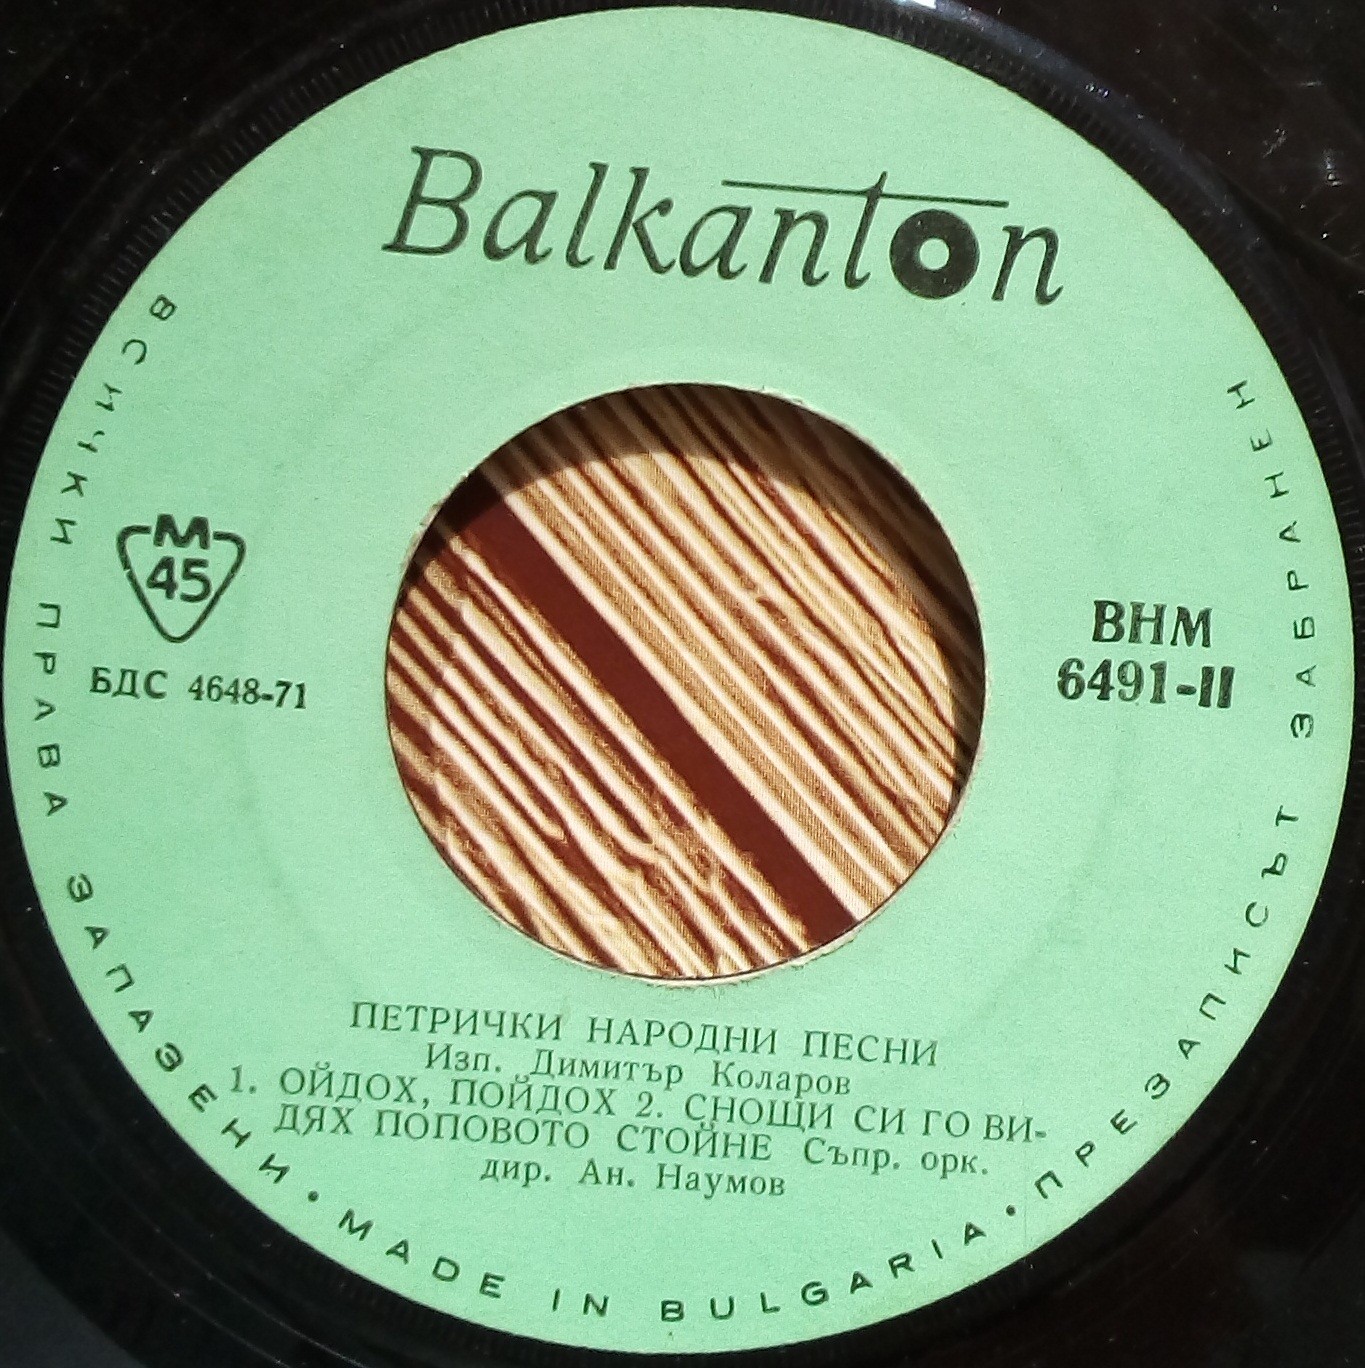 Balkanton
M
45
БДС 4648-71
ВНМ
6491-II
ПЕТРИЧКИ НАРОДНИ ПЕСНИ
Изп. Димитър Коларов
1. ОЙДОХ, ПОЙДОХ 2. СНОЩИ СИ ГО ВИ-
ДЯХ ПОПОВОТО СТОЙНЕ Съпр. орк.
дир. Ан. Наумов
ВСИЧКИ ПРАВА ЗАПАЗЕНИ • MADE IN BULGARIA • ПРЕЗАПИСЪТ ЗАБРАНЕН